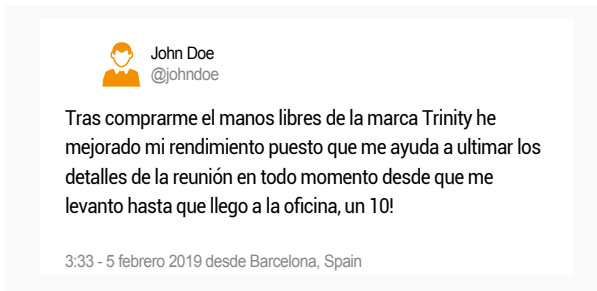 John Doe
@johndoe
Tras comprarme el manos libres de la marca Trinity he
mejorado mi rendimiento puesto que me ayuda a ultimar los
detalles de la reunión en todo momento desde que me
levanto hasta que llego a la oficina, un 10!
3:33 - 5 febrero 2019 desde Barcelona, Spain